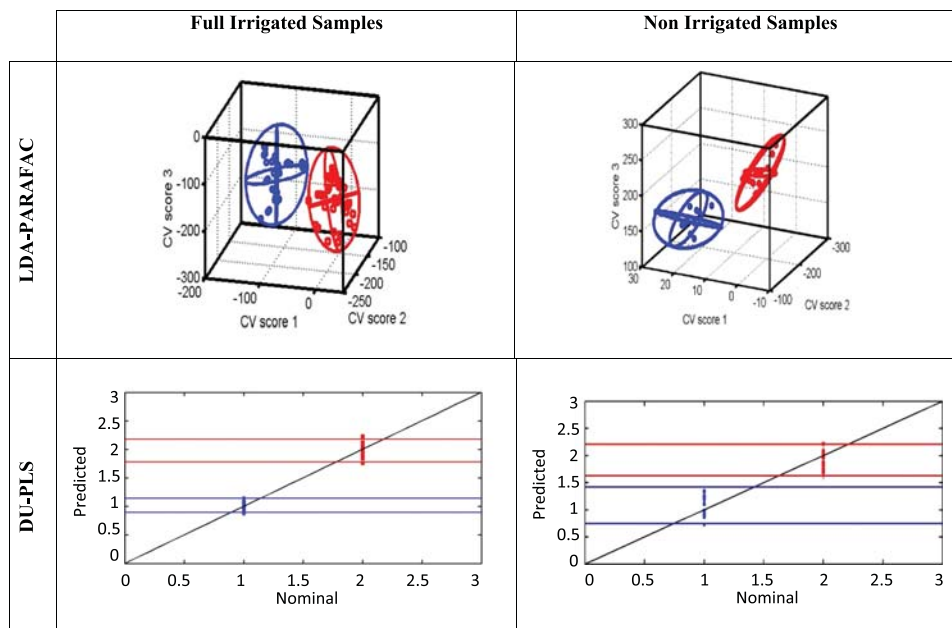 Full Irrigated Samples
Non Irrigated Samples
LDA-PARAFAC
CV score 3
0
-100
-200
-300
-200
-100
0
CV score 1
-250
-200
-150
-100
CV score 2
CV score 3
300
250
200
150
100
30
20
10
0
-10
CV score 1
-100
-200
-300
CV score 2
DU-PLS
Predicted
3
2.5
2
1.5
1
0.5
0
0 0.5 1 1.5 2 2.5 3
Nominal
Predicted
3
2.5
2
1.5
1
0.5
0
0 0.5 1 1.5 2 2.5 3
Nominal